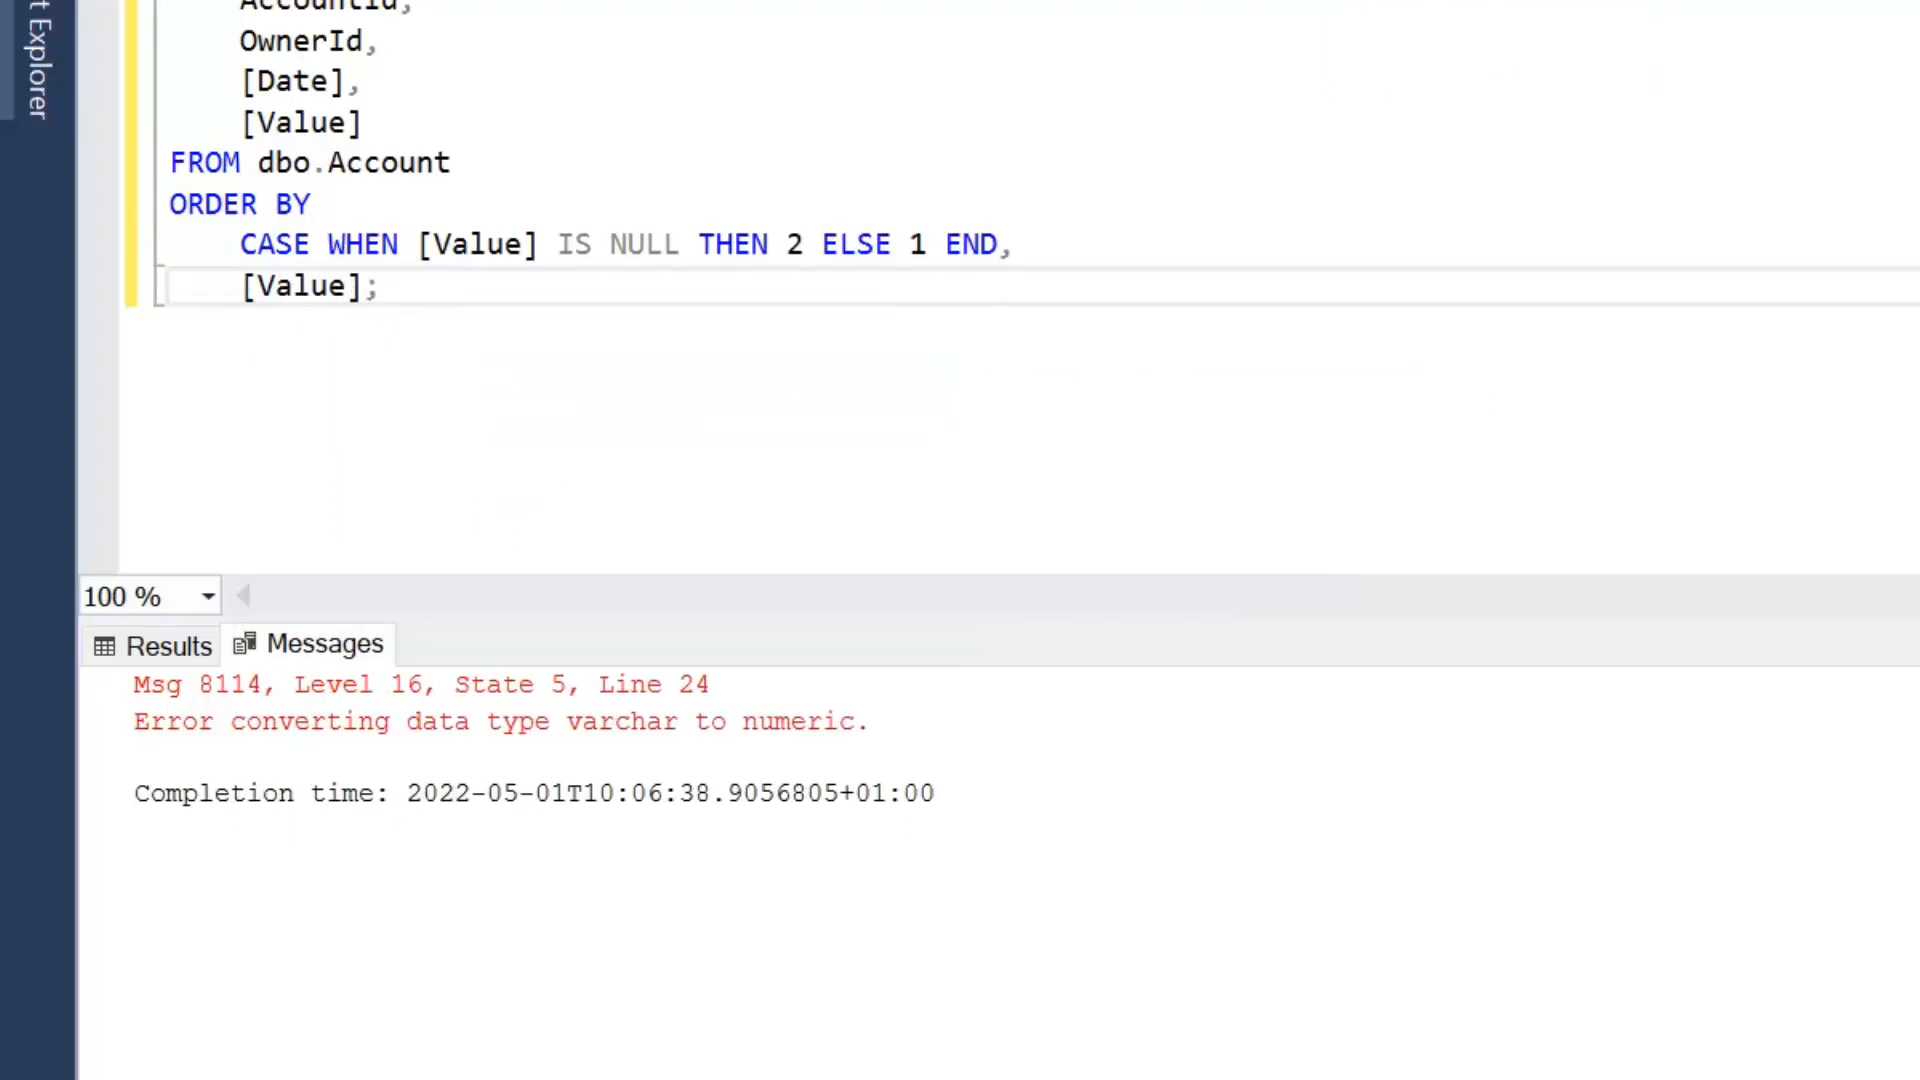 t Explorer
AccountId,
OwnerId,
[Date],
[Value]
FROM dbo.Account
ORDER BY
CASE WHEN [Value] IS NULL THEN 2 ELSE 1 END,
[Value];
100 %
Results
Messages
Msg 8114, Level 16, State 5, Line 24
Error converting data type varchar to numeric.
Completion time: 2022-05-01T10:06:38.9056805+01:00